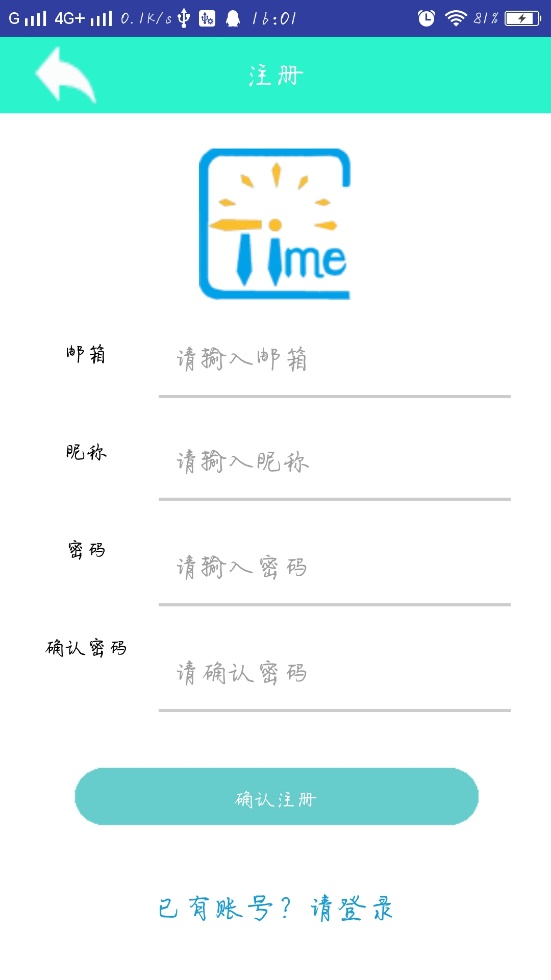 G 4G+ 0.1K/s 16:01 81%
注册
Time
邮箱 请输入邮箱
昵称 请输入昵称
密码 请输入密码
确认密码 请确认密码
确认注册
已有账号？请登录